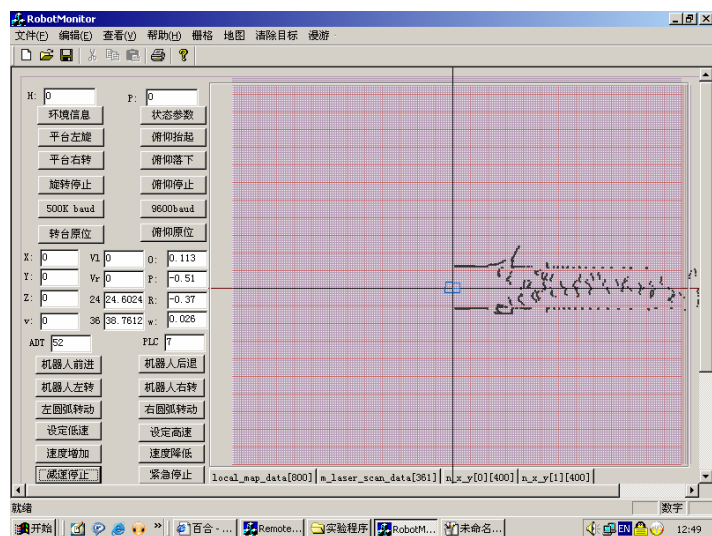 RobotMonitor
文件(F) 编辑(E) 查看(V) 帮助(H) 栅格 地图 清除目标 漫游
H: 0 P: 0
环境信息 状态参数
平台左旋 俯仰抬起
平台右转 俯仰落下
旋转停止 俯仰停止
500K baud 9600baud
转台原位 俯仰原位
X: 0 Vl 0 O: 0.113
Y: 0 Vr 0 P: -0.51
Z: 0 24 24.6024 R: -0.37
v: 0 36 38.7612 w: 0.026
ADT 52 PLC 7
机器人前进 机器人后退
机器人左转 机器人右转
左圆弧转动 右圆弧转动
设定低速 设定高速
速度增加 速度降低
减速停止 紧急停止
local_map_data[800] m_laser_scan_data[361] n_x_y[0][400] n_x_y[1][400]
就绪 数字
开始 » 百合 - ... Remote... 实验程序 RobotM... 未命名... EN 12:49